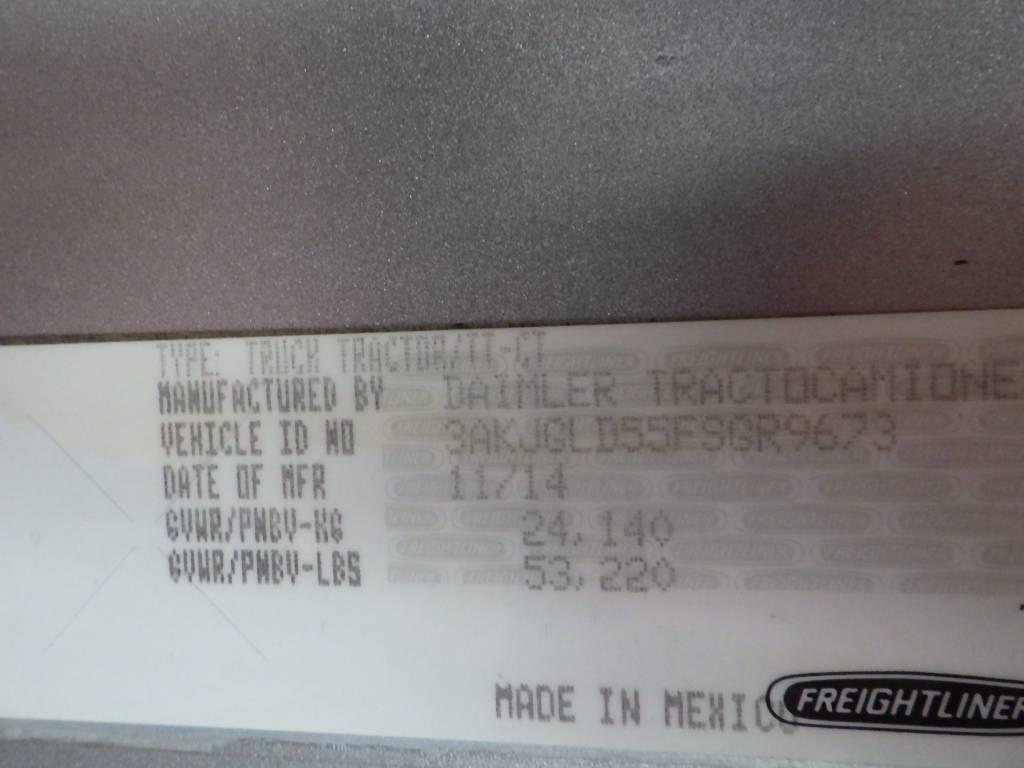 TYPE: TRUCK TRACTOR/TT-CT
MANUFACTURED BY DAIMLER TRACTOCAMIONE
VEHICLE ID NO 3AKJGLD55FSGR9673
DATE OF MFR 11/14
GVWR/PNBV-KG 24,140
GVWR/PNBV-LBS 53,220
MADE IN MEXICO FREIGHTLINER